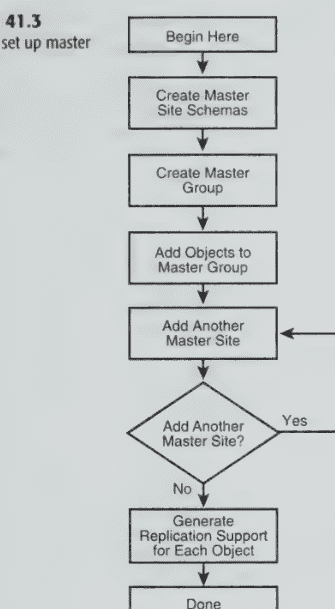 41.3
set up master
Begin Here
Create Master
Site Schemas
Create Master
Group
Add Objects to
Master Group
Add Another
Master Site
Add Another
Master Site?
Yes
No
Generate
Replication Support
for Each Object
Done